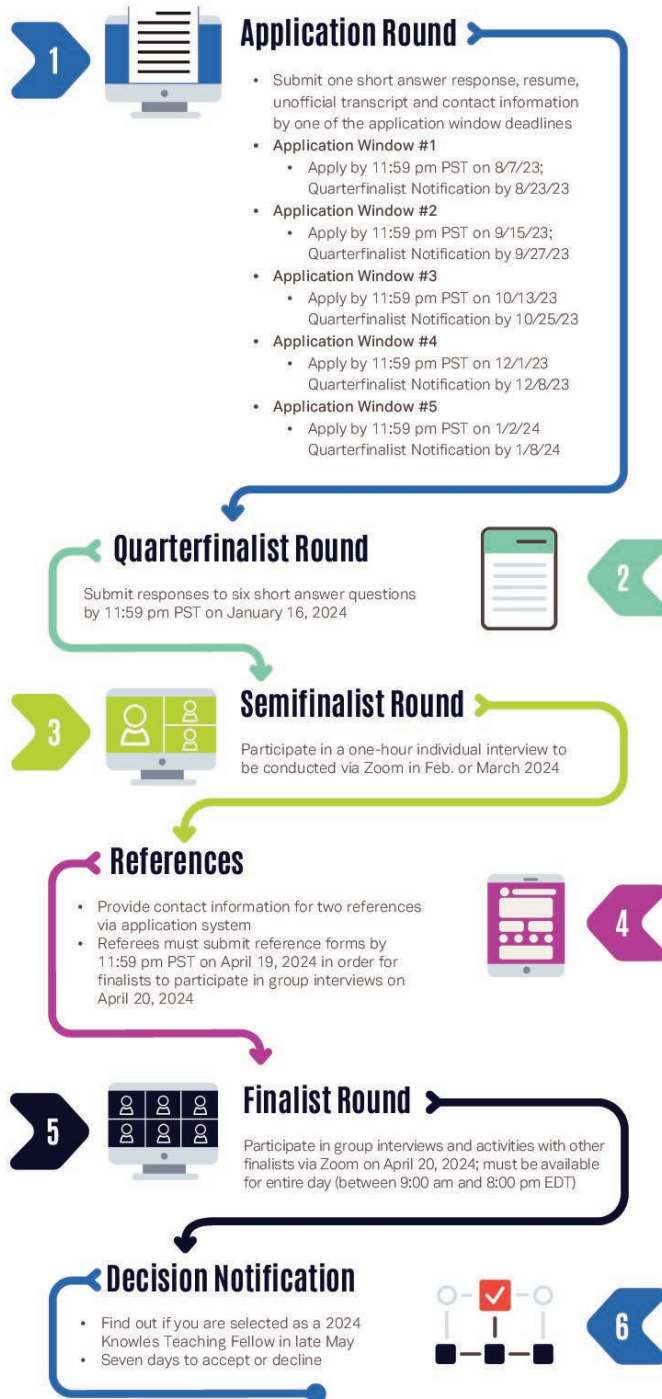 1
Application Round
• Submit one short answer response, resume,
unofficial transcript and contact information
by one of the application window deadlines
• Application Window #1
• Apply by 11:59 pm PST on 8/7/23;
Quarterfinalist Notification by 8/23/23
• Application Window #2
• Apply by 11:59 pm PST on 9/15/23;
Quarterfinalist Notification by 9/27/23
• Application Window #3
• Apply by 11:59 pm PST on 10/13/23
Quarterfinalist Notification by 10/25/23
• Application Window #4
• Apply by 11:59 pm PST on 12/1/23
Quarterfinalist Notification by 12/8/23
• Application Window #5
• Apply by 11:59 pm PST on 1/2/24
Quarterfinalist Notification by 1/8/24
Quarterfinalist Round
Submit responses to six short answer questions
by 11:59 pm PST on January 16, 2024
2
3
Semifinalist Round
Participate in a one-hour individual interview to
be conducted via Zoom in Feb. or March 2024
References
• Provide contact information for two references
via application system
• Referees must submit reference forms by
11:59 pm PST on April 19, 2024 in order for
finalists to participate in group interviews on
April 20, 2024
4
5
Finalist Round
Participate in group interviews and activities with other
finalists via Zoom on April 20, 2024; must be available
for entire day (between 9:00 am and 8:00 pm EDT)
Decision Notification
• Find out if you are selected as a 2024
Knowles Teaching Fellow in late May
• Seven days to accept or decline
6